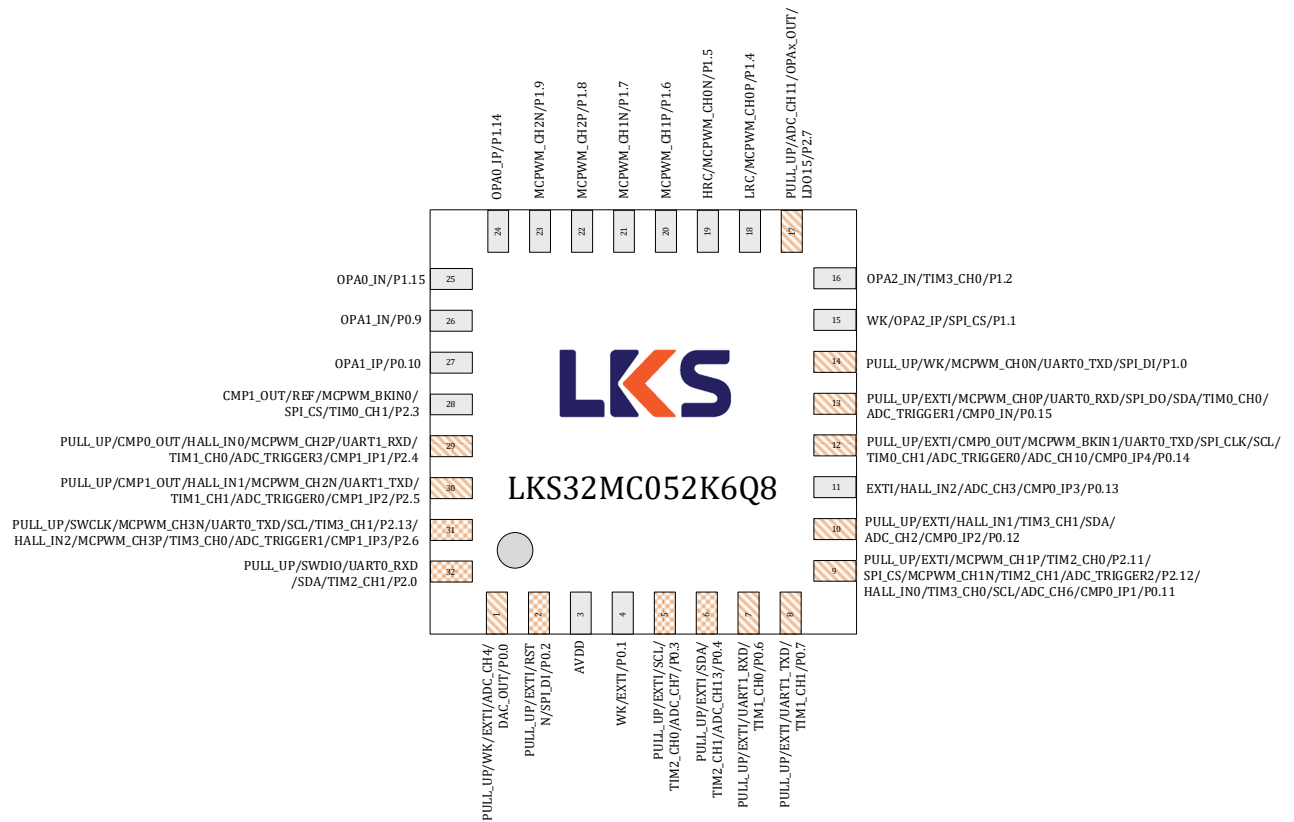 PULL_UP/ADC_CH11/OPAx_OUT/
LDO15/P2.7
LRC/MCPWM_CH0P/P1.4
HRC/MCPWM_CH0N/P1.5
MCPWM_CH1P/P1.6
MCPWM_CH1N/P1.7
MCPWM_CH2P/P1.8
MCPWM_CH2N/P1.9
OPA0_IP/P1.14
24
23
22
21
20
19
18
17
OPA0_IN/P1.15
25
OPA1_IN/P0.9
26
OPA1_IP/P0.10
27
CMP1_OUT/REF/MCPWM_BKIN0/
SPI_CS/TIM0_CH1/P2.3
28
PULL_UP/CMP0_OUT/HALL_IN0/MCPWM_CH2P/UART1_RXD/
TIM1_CH0/ADC_TRIGGER3/CMP1_IP1/P2.4
29
PULL_UP/CMP1_OUT/HALL_IN1/MCPWM_CH2N/UART1_TXD/
TIM1_CH1/ADC_TRIGGER0/CMP1_IP2/P2.5
30
PULL_UP/SWCLK/MCPWM_CH3N/UART0_TXD/SCL/TIM3_CH1/P2.13/
HALL_IN2/MCPWM_CH3P/TIM3_CH0/ADC_TRIGGER1/CMP1_IP3/P2.6
31
PULL_UP/SWDIO/UART0_RXD
/SDA/TIM2_CH1/P2.0
32
LKS
LKS32MC052K6Q8
16
OPA2_IN/TIM3_CH0/P1.2
15
WK/OPA2_IP/SPI_CS/P1.1
14
PULL_UP/WK/MCPWM_CH0N/UART0_TXD/SPI_DI/P1.0
13
PULL_UP/EXTI/MCPWM_CH0P/UART0_RXD/SPI_DO/SDA/TIM0_CH0/
ADC_TRIGGER1/CMP0_IN/P0.15
12
PULL_UP/EXTI/CMP0_OUT/MCPWM_BKIN1/UART0_TXD/SPI_CLK/SCL/
TIM0_CH1/ADC_TRIGGER0/ADC_CH10/CMP0_IP4/P0.14
11
EXTI/HALL_IN2/ADC_CH3/CMP0_IP3/P0.13
10
PULL_UP/EXTI/HALL_IN1/TIM3_CH1/SDA/
ADC_CH2/CMP0_IP2/P0.12
9
PULL_UP/EXTI/MCPWM_CH1P/TIM2_CH0/P2.11/
SPI_CS/MCPWM_CH1N/TIM2_CH1/ADC_TRIGGER2/P2.12/
HALL_IN0/TIM3_CH0/SCL/ADC_CH6/CMP0_IP1/P0.11
1
2
3
4
5
6
7
8
PULL_UP/WK/EXTI/ADC_CH4/
DAC_OUT/P0.0
PULL_UP/EXTI/RST
N/SPI_DI/P0.2
AVDD
WK/EXTI/P0.1
PULL_UP/EXTI/SCL/
TIM2_CH0/ADC_CH7/P0.3
PULL_UP/EXTI/SDA/
TIM2_CH1/ADC_CH13/P0.4
PULL_UP/EXTI/UART1_RXD/
TIM1_CH0/P0.6
PULL_UP/EXTI/UART1_TXD/
TIM1_CH1/P0.7